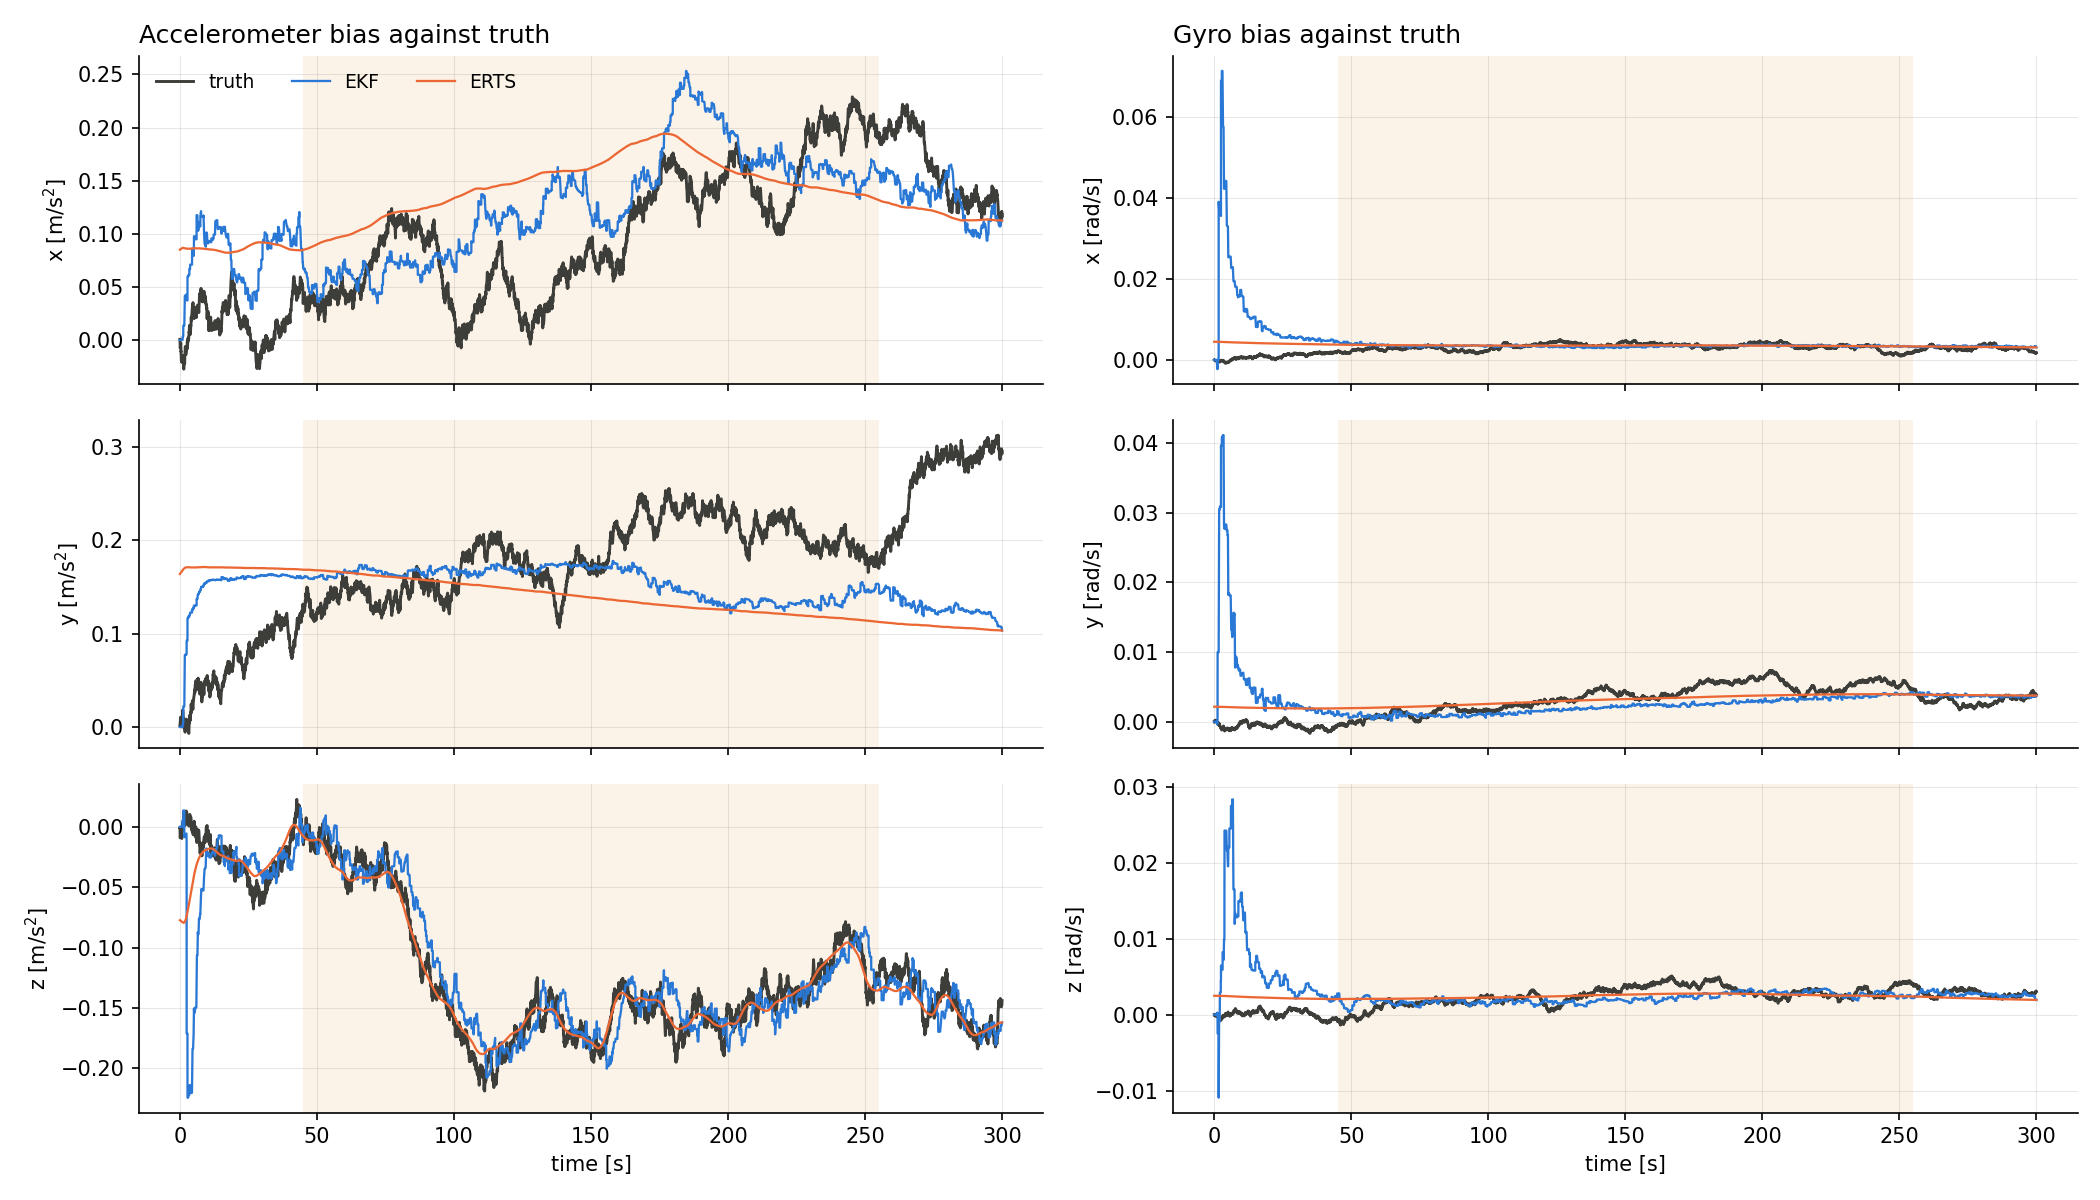 Accelerometer bias against truth
truth EKF ERTS
0.25
0.20
0.15
0.10
0.05
0.00
x [m/s²]
0.3
0.2
0.1
0.0
y [m/s²]
0.00
−0.05
−0.10
−0.15
−0.20
z [m/s²]
0 50 100 150 200 250 300
time [s]
Gyro bias against truth
0.06
0.04
0.02
0.00
x [rad/s]
0.04
0.03
0.02
0.01
0.00
y [rad/s]
0.03
0.02
0.01
0.00
−0.01
z [rad/s]
0 50 100 150 200 250 300
time [s]